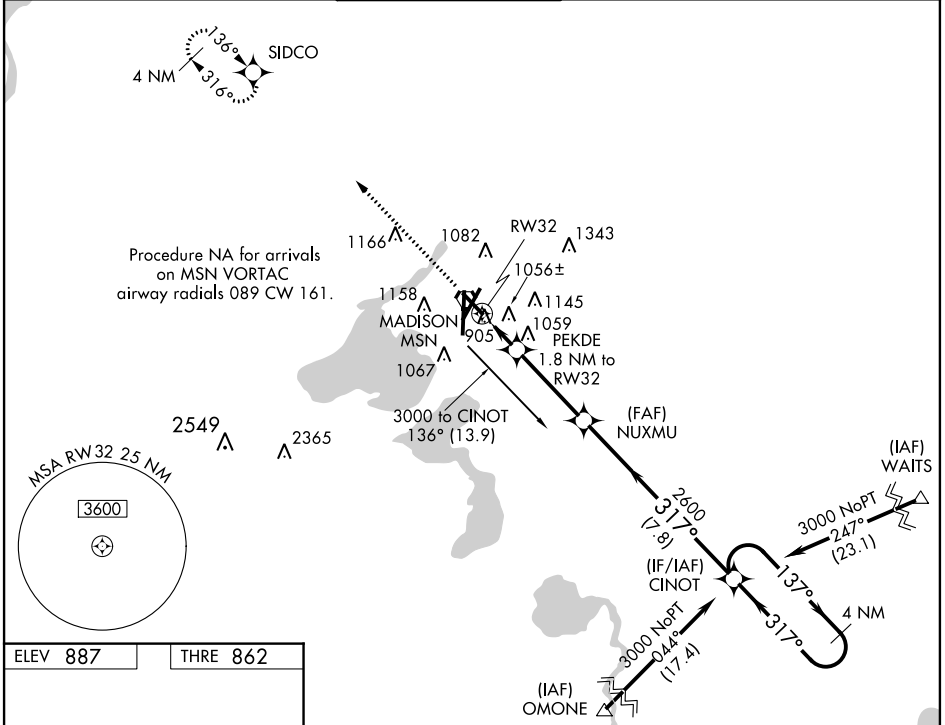 136°
SIDCO
4 NM
316°
Procedure NA for arrivals
on MSN VORTAC
airway radials 089 CW 161.
1166
1082
RW32
1343
1056±
1158
1145
MADISON
MSN
905
1059
PEKDE
1.8 NM to
RW32
1067
3000 to CINOT
136° (13.9)
(FAF)
NUXMU
2549
2365
MSA RW32 25 NM
3600
(IAF)
WAITS
2600
317°
(7.8)
3000 NoPT
247°
(23.1)
(IF/IAF)
CINOT
137°
4 NM
317°
3000 NoPT
044°
(17.4)
(IAF)
OMONE
ELEV 887
THRE 862